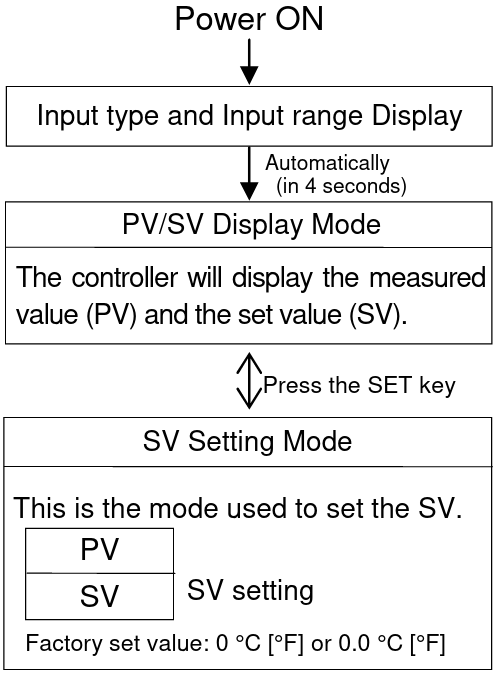 Power ON
Input type and Input range Display
Automatically
(in 4 seconds)
PV/SV Display Mode
The controller will display the measured
value (PV) and the set value (SV).
Press the SET key
SV Setting Mode
This is the mode used to set the SV.
PV
SV
SV setting
Factory set value: 0 °C [°F] or 0.0 °C [°F]